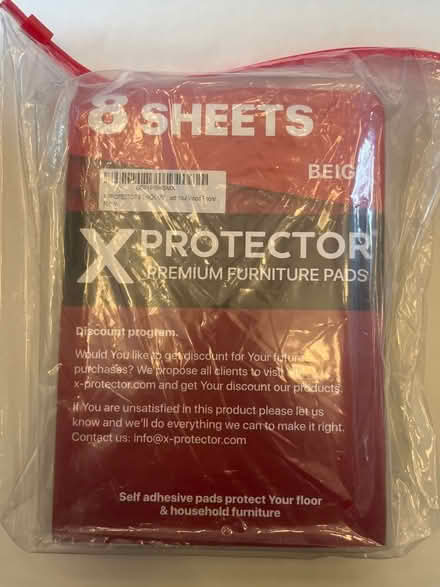 8 SHEETS
BEIG
X PROTECTOR
PREMIUM FURNITURE PADS
Discount program.
Would You like to get discount for Your future
purchases? We propose all clients to visit
x-protector.com and get Your discount our products.
If You are unsatisfied in this product please let us
know and we'll do everything we can to make it right.
Contact us: info@x-protector.com
Self adhesive pads protect Your floor
& household furniture